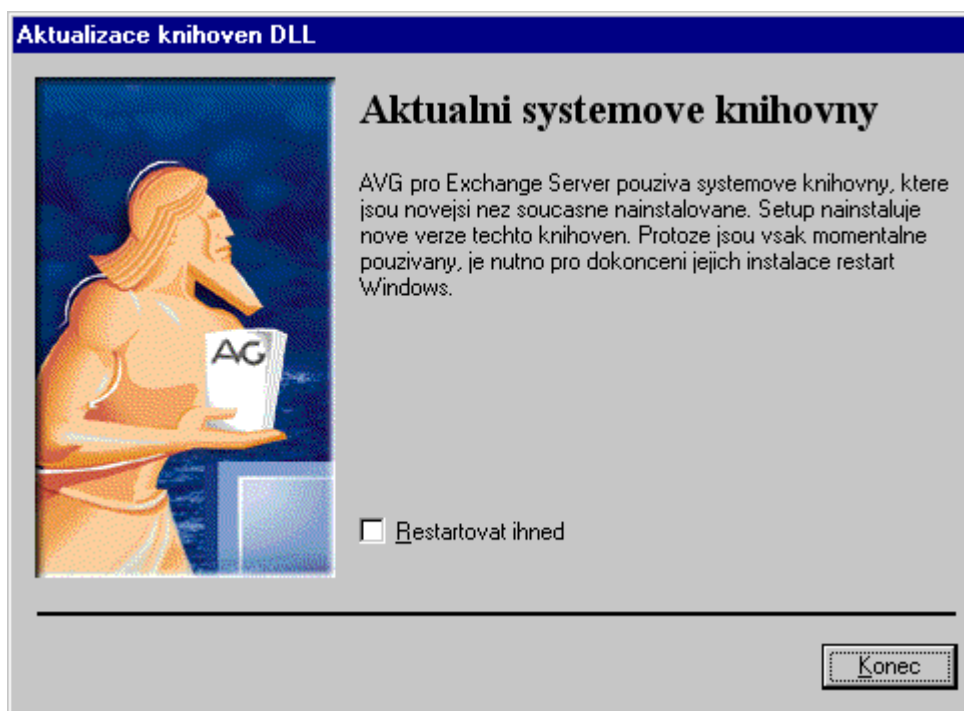 Aktualizace knihoven DLL
Aktualni systemove knihovny
AVG pro Exchange Server pouziva systemove knihovny, ktere
jsou novejsi nez soucasne nainstalovane. Setup nainstaluje
nove verze techto knihoven. Protoze jsou vsak momentalne
pouzivany, je nutno pro dokonceni jejich instalace restart
Windows.
AG
Restartovat ihned
Konec